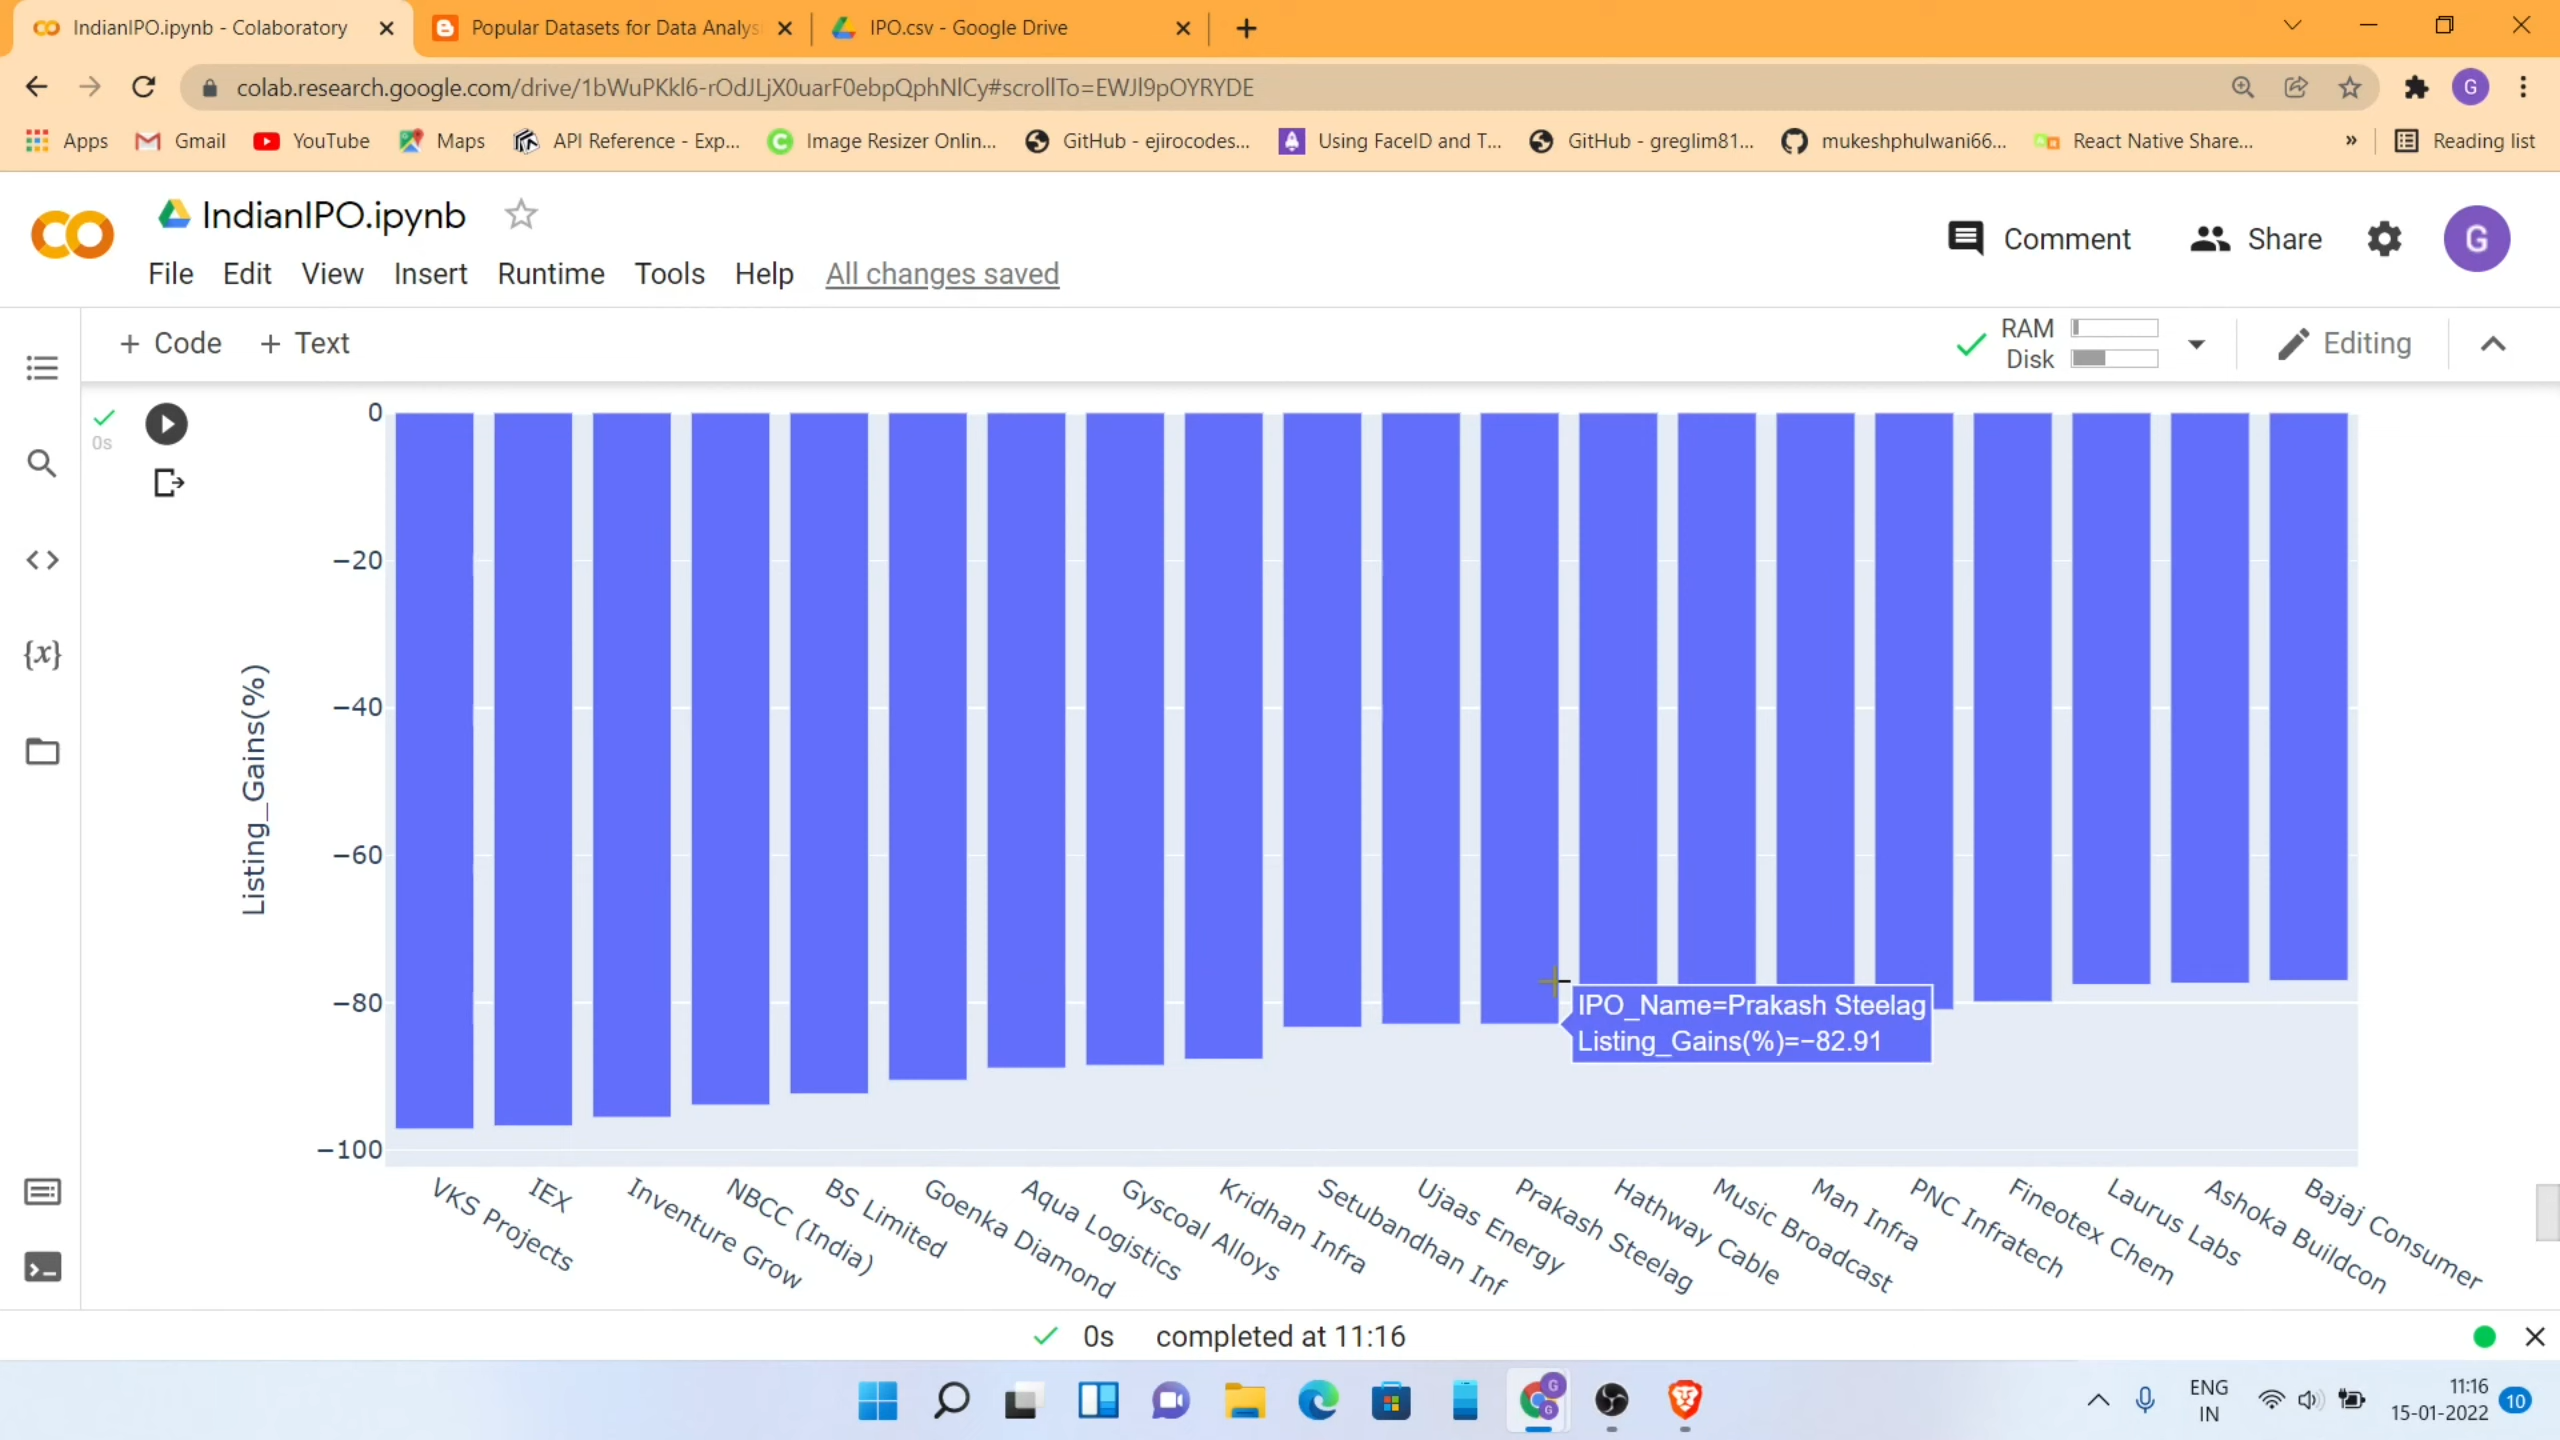 IndianIPO.ipynb - Colaboratory
Popular Datasets for Data Analys
IPO.csv - Google Drive
colab.research.google.com/drive/1bWuPKkl6-rOdJLjX0uarF0ebpQphNlCy#scrollTo=EWJl9pOYRYDE
G
Apps
Gmail
YouTube
Maps
API Reference - Exp...
Image Resizer Onlin...
GitHub - ejirocodes...
Using FaceID and T...
GitHub - greglim81...
mukeshphulwani66...
React Native Share...
»
Reading list
IndianIPO.ipynb
Comment
Share
G
File Edit View Insert Runtime Tools Help All changes saved
+ Code + Text
RAM
Disk
Editing
0s
{x}
Listing_Gains(%)
0
−20
−40
−60
−80
−100
IPO_Name=Prakash Steelag
Listing_Gains(%)=−82.91
VKS Projects
IEX
Inventure Grow
NBCC (India)
BS Limited
Goenka Diamond
Aqua Logistics
Gyscoal Alloys
Kridhan Infra
Setubandhan Inf
Ujaas Energy
Prakash Steelag
Hathway Cable
Music Broadcast
Man Infra
PNC Infratech
Fineotex Chem
Laurus Labs
Ashoka Buildcon
Bajaj Consumer
0s completed at 11:16
ENG
IN
11:16
15-01-2022
10